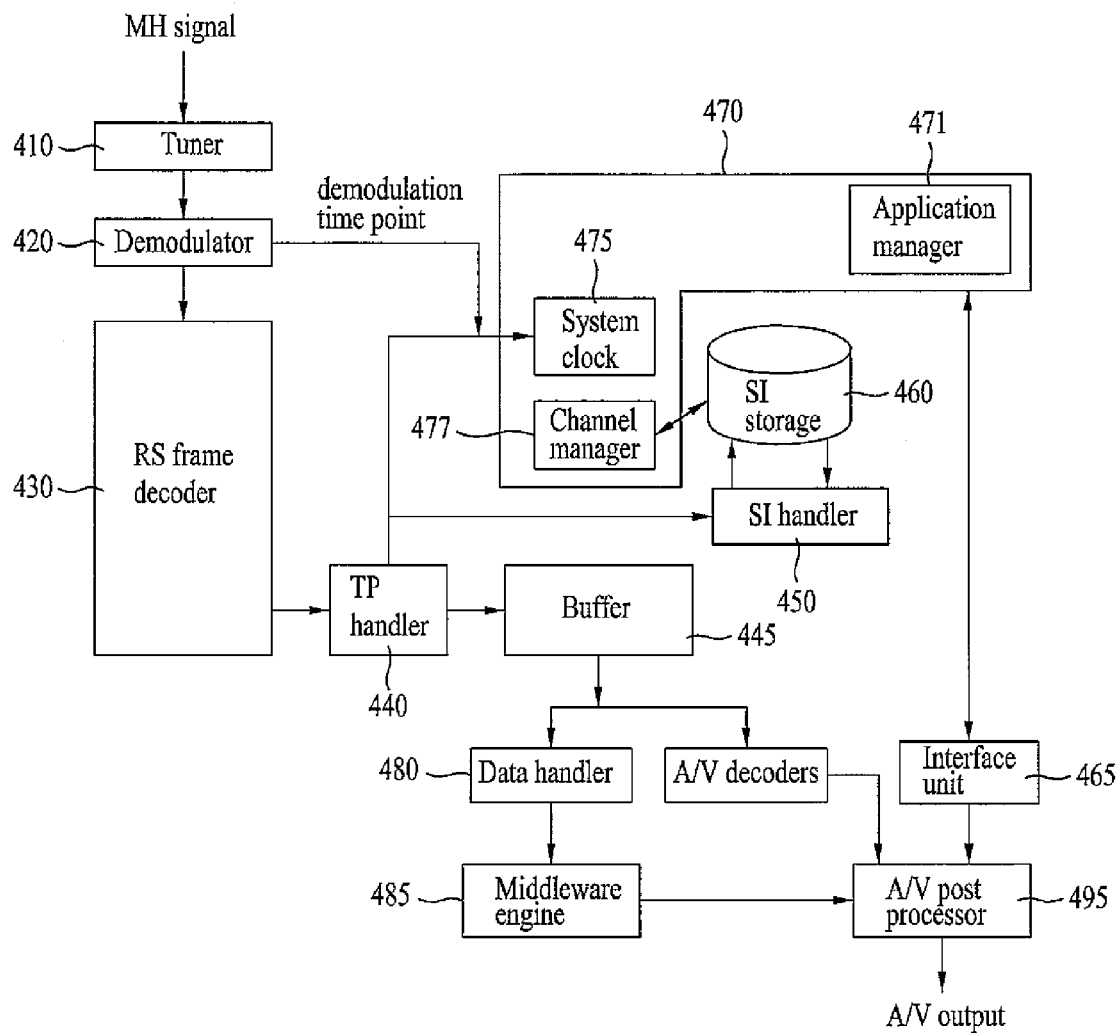 MH signal
410
Tuner
470
471
Application
manager
demodulation
time point
420
Demodulator
475
System
clock
SI
storage
460
477
Channel
manager
430
RS frame
decoder
SI handler
450
TP
handler
440
Buffer
445
480
Data handler
A/V decoders
Interface
unit
465
485
Middleware
engine
A/V post
processor
495
A/V output